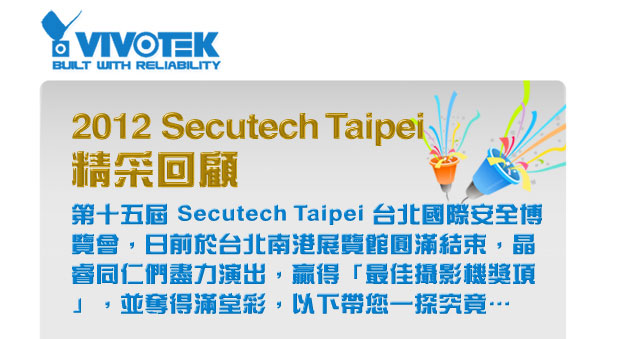 VIVOTEK
BUILT WITH RELIABILITY
2012 Secutech Taipei
精采回顧
第十五屆 Secutech Taipei 台北國際安全博
覽會，日前於台北南港展覽館圓滿結束，晶
睿同仁們盡力演出，贏得「最佳攝影機獎項
」，並奪得滿堂彩，以下帶您一探究竟…